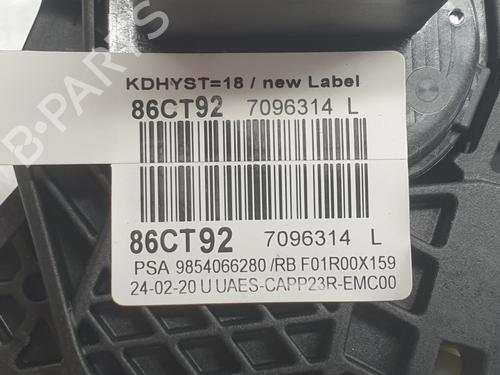 KDHYST=18 / new Label
86CT92 7096314 L
86CT92 7096314 L
PSA 9854066280 /RB F01R00X159
24-02-20 U UAES-CAPP23R-EMC00
B-PARTS